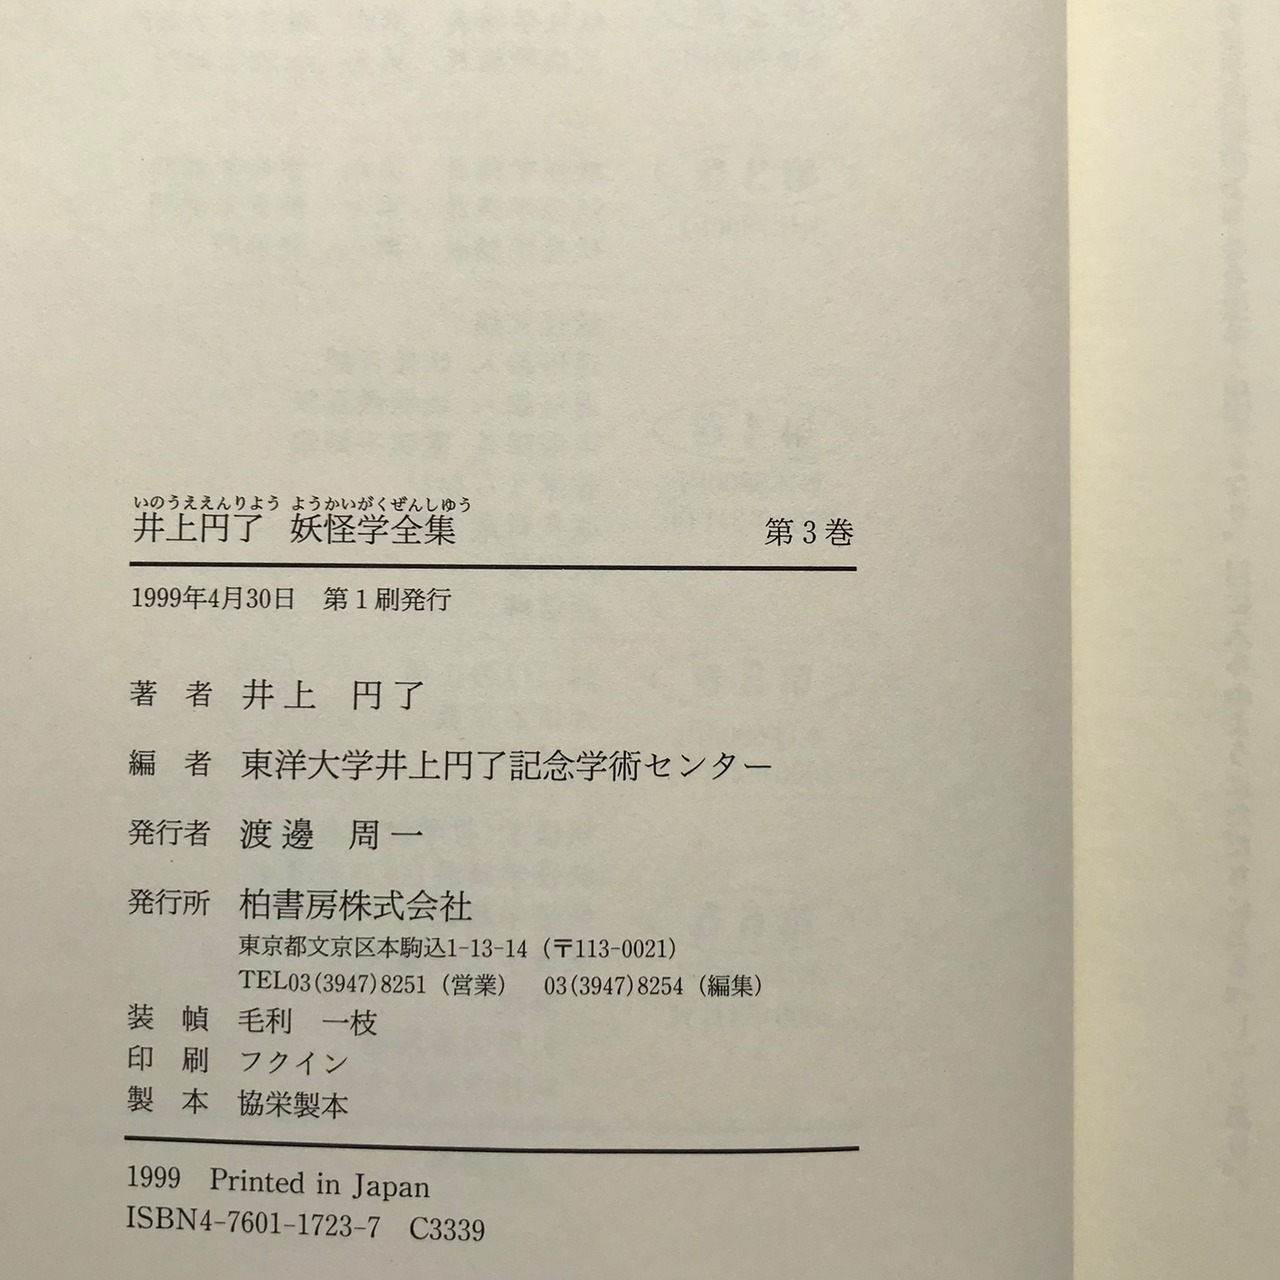 いのうええんりよう ようかいがくぜんしゆう
井上円了 妖怪学全集 第3巻
1999年4月30日 第1刷発行
著者 井上 円了
編者 東洋大学井上円了記念学術センター
発行者 渡邊 周一
発行所 柏書房株式会社
東京都文京区本駒込1-13-14（〒113-0021）
TEL03(3947)8251（営業） 03(3947)8254（編集）
装幀 毛利 一枝
印刷 フクイン
製本 協栄製本
1999 Printed in Japan
ISBN4-7601-1723-7 C3339